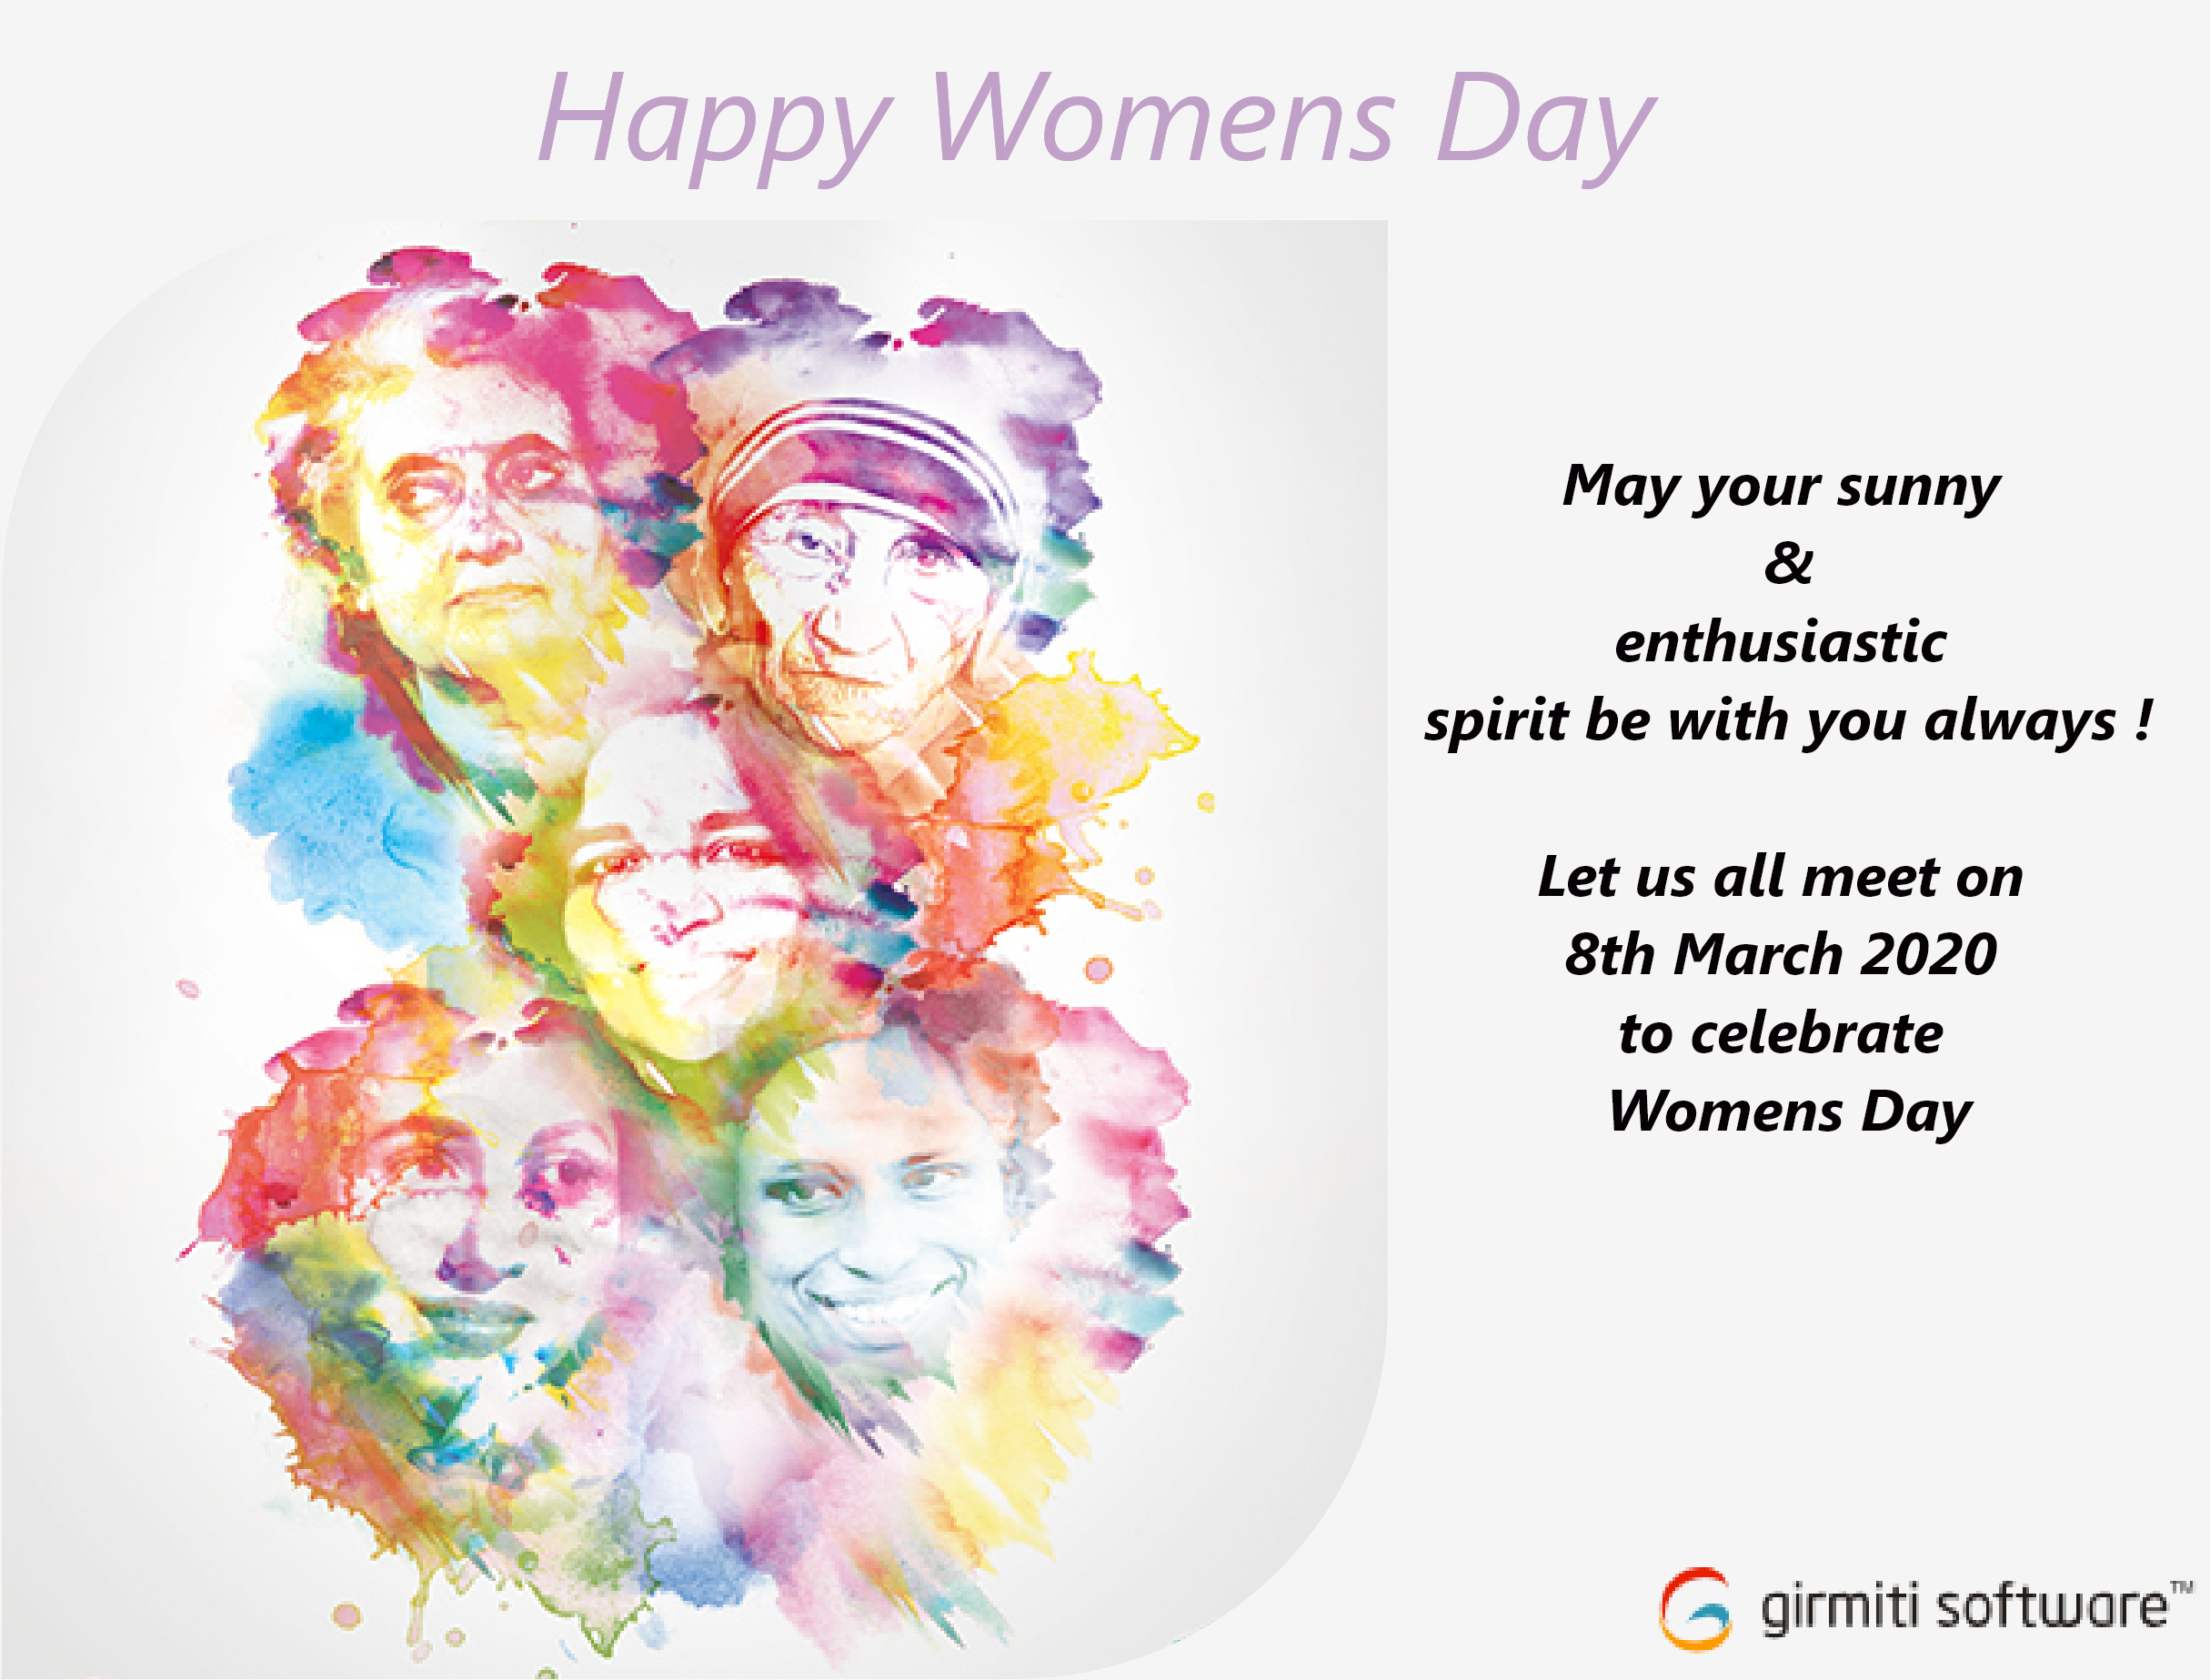 Happy Womens Day
May your sunny
&
enthusiastic
spirit be with you always !
Let us all meet on
8th March 2020
to celebrate
Womens Day
girmiti software™